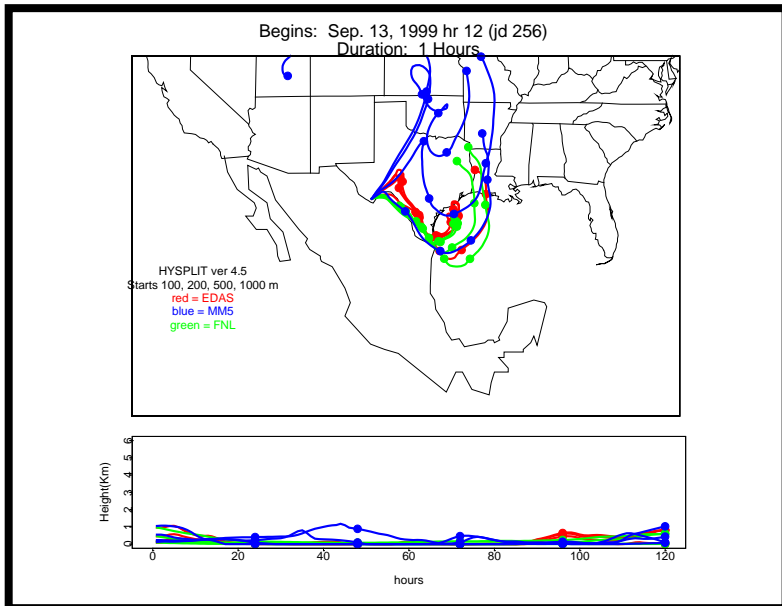 Begins: Sep. 13, 1999 hr 12 (jd 256)
Duration: 1 Hours
HYSPLIT ver 4.5
Starts 100, 200, 500, 1000 m
red = EDAS
blue = MM5
green = FNL
Height(Km)
6
5
4
3
2
1
0
0 20 40 60 80 100 120
hours